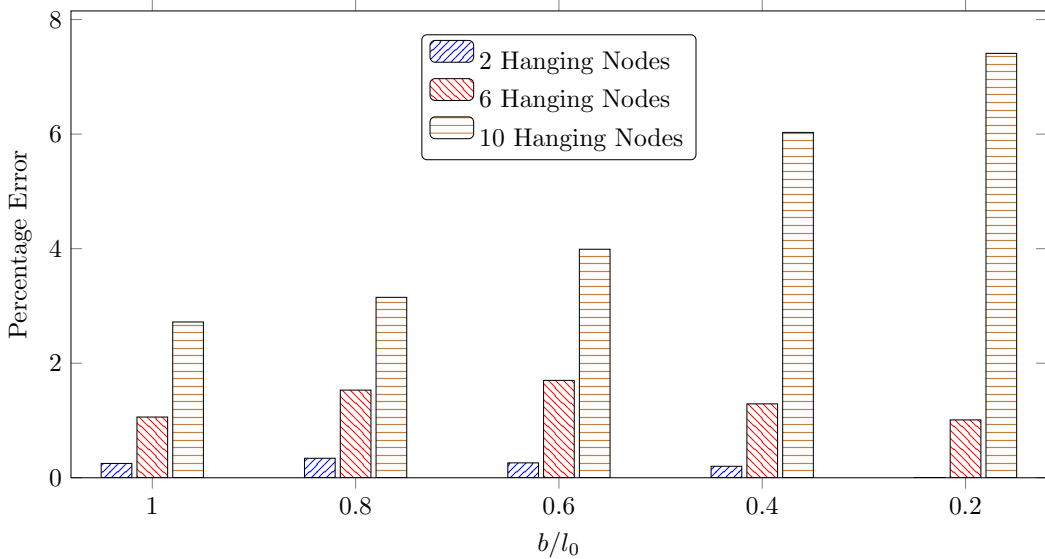 8
6
4
2
0
Percentage Error
2 Hanging Nodes
6 Hanging Nodes
10 Hanging Nodes
1 0.8 0.6 0.4 0.2
b/l₀